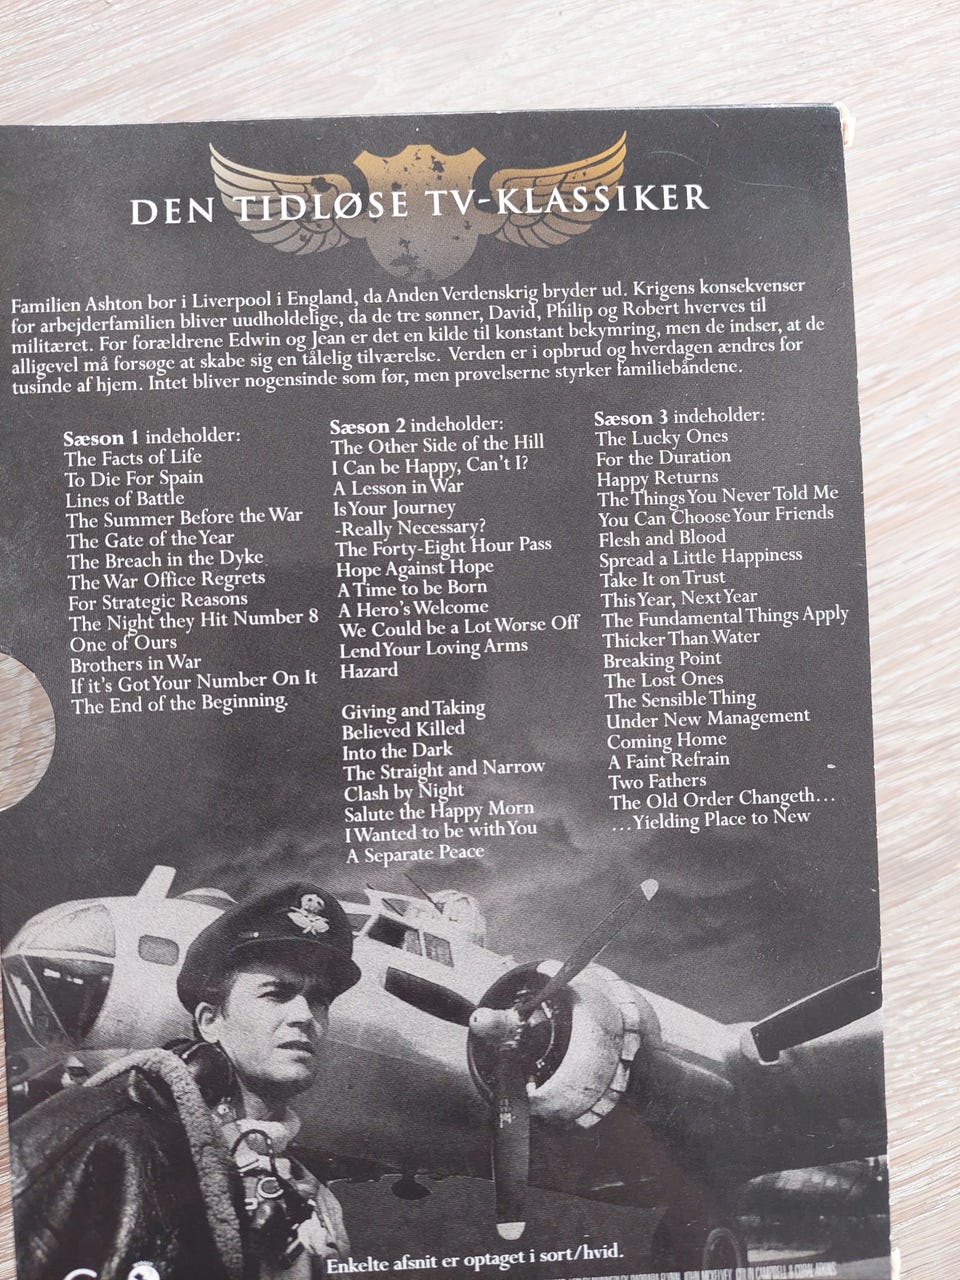 DEN TIDLØSE TV-KLASSIKER
Familien Ashton bor i Liverpool i England, da Anden Verdenskrig bryder ud. Krigens konsekvenser
for arbejderfamilien bliver uudholdelige, da de tre sønner, David, Philip og Robert hverves til
militæret. For forældrene Edwin og Jean er det en kilde til konstant bekymring, men de indser, at de
alligevel må forsøge at skabe sig en tålelig tilværelse. Verden er i opbrud og hverdagen ændres for
tusinde af hjem. Intet bliver nogensinde som før, men prøvelserne styrker familiebåndene.
Sæson 1 indeholder:
The Facts of Life
To Die For Spain
Lines of Battle
The Summer Before the War
The Gate of the Year
The Breach in the Dyke
The War Office Regrets
For Strategic Reasons
The Night they Hit Number 8
One of Ours
Brothers in War
If it's Got Your Number On It
The End of the Beginning.
Sæson 2 indeholder:
The Other Side of the Hill
I Can be Happy, Can't I?
A Lesson in War
Is Your Journey
-Really Necessary?
The Forty-Eight Hour Pass
Hope Against Hope
A Time to be Born
A Hero's Welcome
We Could be a Lot Worse Off
Lend Your Loving Arms
Hazard
Giving and Taking
Believed Killed
Into the Dark
The Straight and Narrow
Clash by Night
Salute the Happy Morn
I Wanted to be with You
A Separate Peace
Sæson 3 indeholder:
The Lucky Ones
For the Duration
Happy Returns
The Things You Never Told Me
You Can Choose Your Friends
Flesh and Blood
Spread a Little Happiness
Take It on Trust
This Year, Next Year
The Fundamental Things Apply
Thicker Than Water
Breaking Point
The Lost Ones
The Sensible Thing
Under New Management
Coming Home
A Faint Refrain
Two Fathers
The Old Order Changeth...
...Yielding Place to New
Enkelte afsnit er optaget i sort/hvid.
JOHN MCKELVEY, COLIN CAMPBELL & CORAL ATKINS